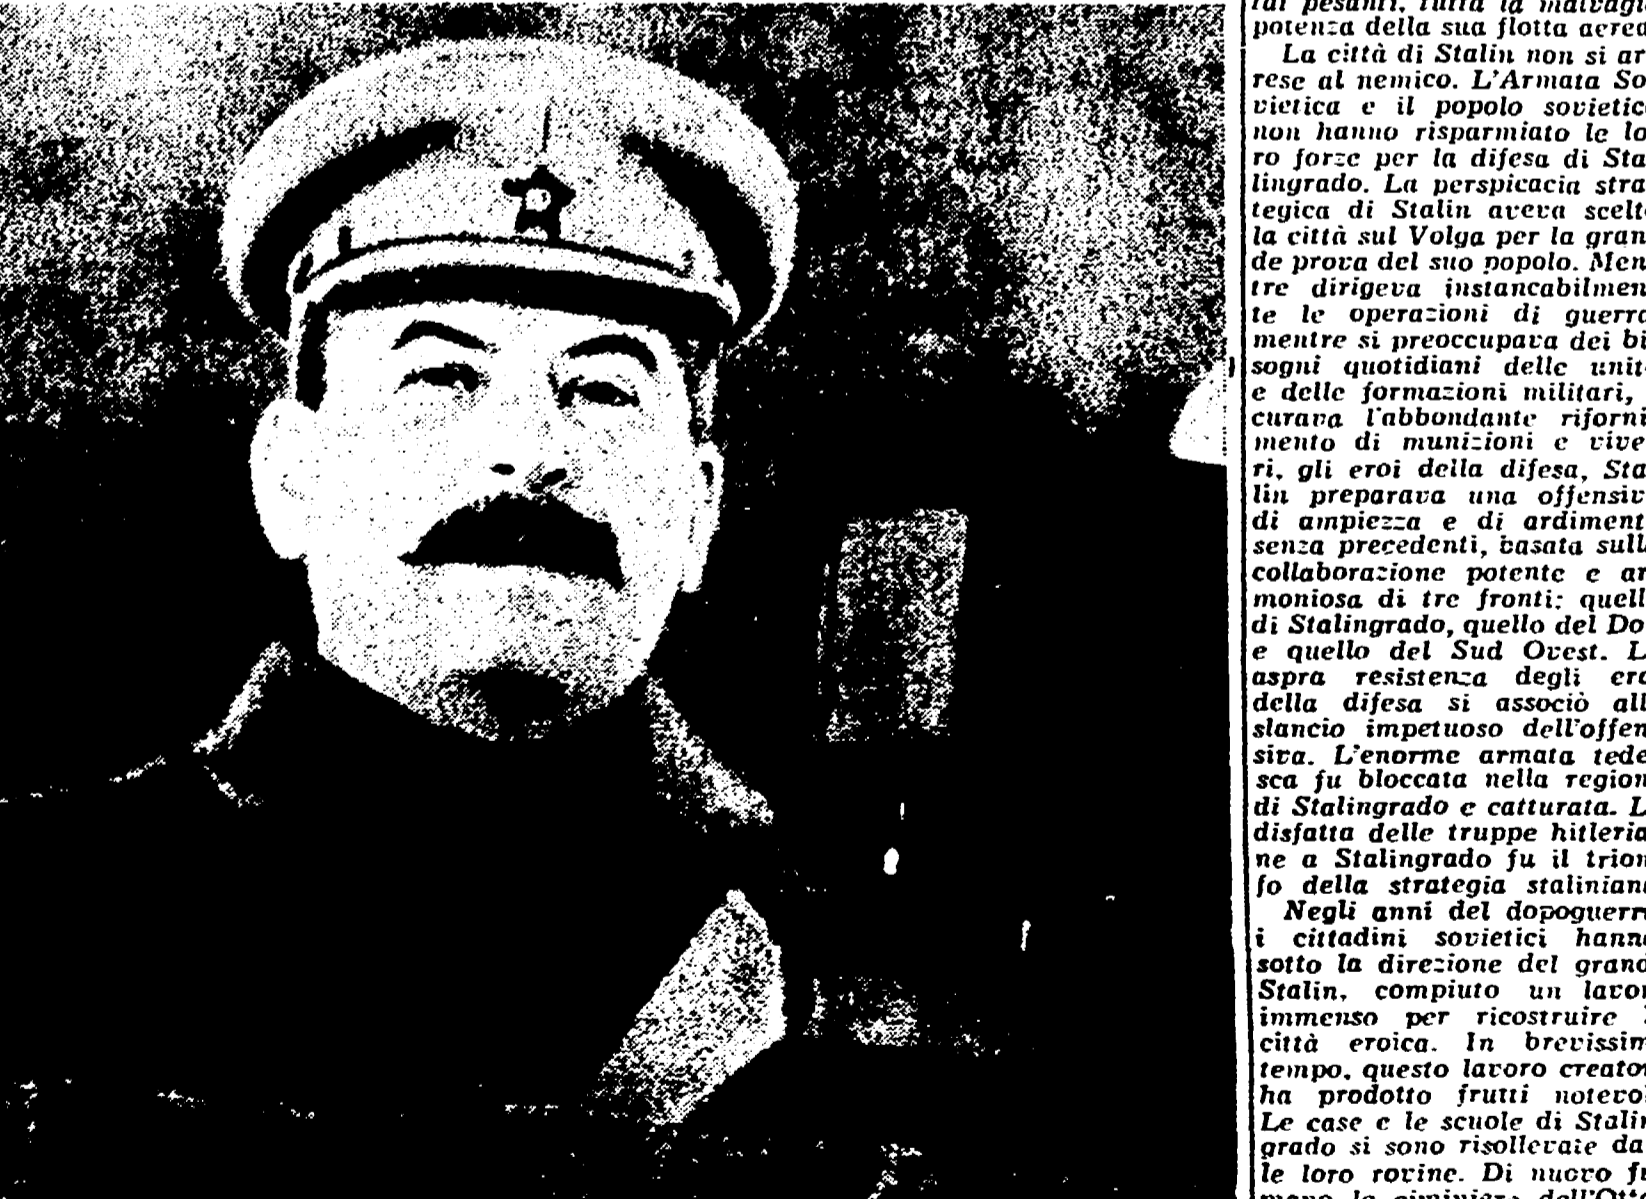 pesanti, tutta la malvagi
potenza della sua flotta aerea
La città di Stalin non si ar
rese al nemico. L'Armata So
vietica e il popolo sovietic
non hanno risparmiato le lo
ro forze per la difesa di Sta
lingrado. La perspicacia stra
tegica di Stalin aveva scelt
la città sul Volga per la gran
de prova del suo popolo. Men
tre dirigeva instancabilmen
te le operazioni di guerra
mentre si preoccupava dei bi
sogni quotidiani delle unit
e delle formazioni militari,
curava l'abbondante riforni
mento di munizioni e vive
ri, gli eroi della difesa, Sta
lin preparava una offensiv
di ampiezza e di ardiment
senza precedenti, basata sull
collaborazione potente e ar
moniosa di tre fronti: quell
di Stalingrado, quello del Do
e quello del Sud Ovest. L
aspra resistenza degli ero
della difesa si associò all
slancio impetuoso dell'offen
siva. L'enorme armata tede
sca fu bloccata nella region
di Stalingrado e catturata. L
disfatta delle truppe hitleria
ne a Stalingrado fu il trion
fo della strategia stalinian
Negli anni del dopoguerr
i cittadini sovietici hann
sotto la direzione del grand
Stalin, compiuto un lavor
immenso per ricostruire
città eroica. In brevissim
tempo, questo lavoro creator
ha prodotto frutti notevol
Le case e le scuole di Stalin
grado si sono risollevate da
le loro rovine. Di nuovo fu
mano le ciminiere dell'Otto